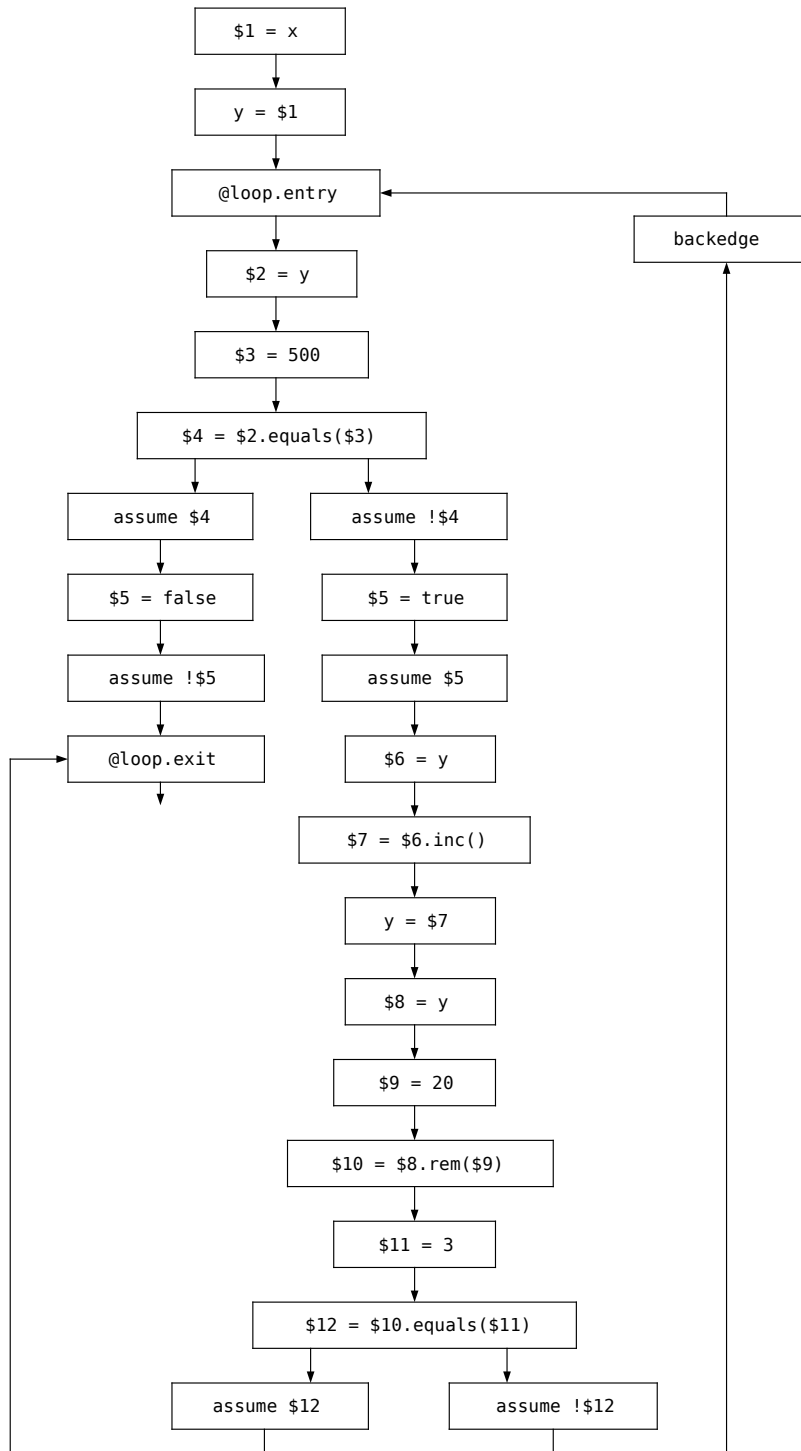 $1 = x
y = $1
@loop.entry
backedge
$2 = y
$3 = 500
$4 = $2.equals($3)
assume $4
assume !$4
$5 = false
$5 = true
assume !$5
assume $5
@loop.exit
$6 = y
$7 = $6.inc()
y = $7
$8 = y
$9 = 20
$10 = $8.rem($9)
$11 = 3
$12 = $10.equals($11)
assume $12
assume !$12